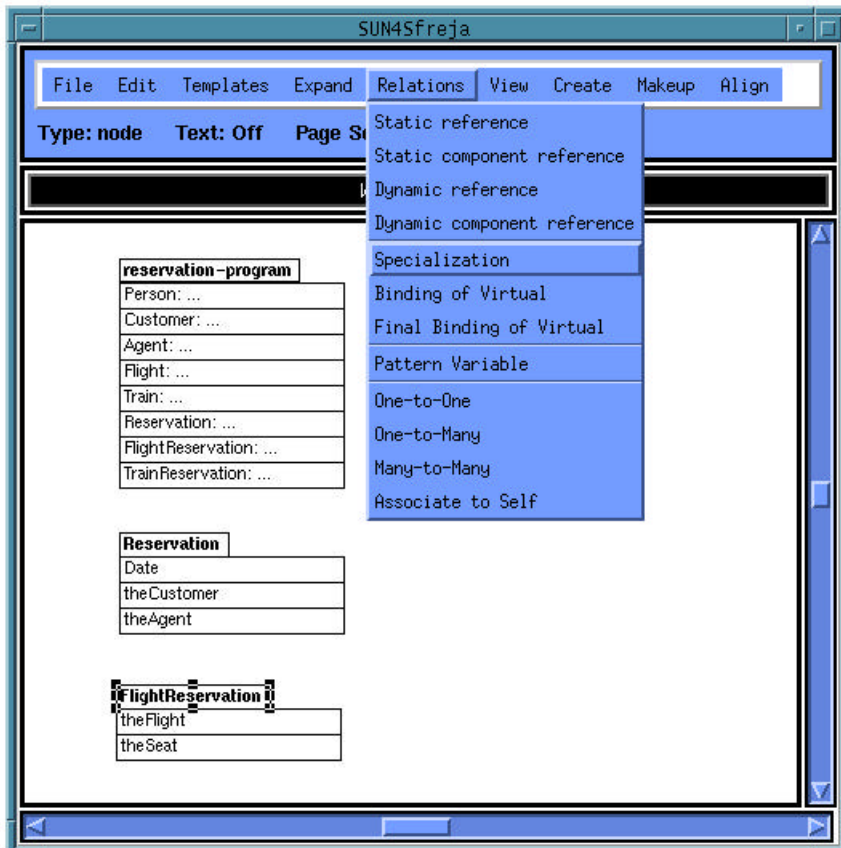 SUN4Sfreja
File Edit Templates Expand Relations View Create Makeup Align
Type: node Text: Off Page
Static reference
Static component reference
Dynamic reference
Dynamic component reference
Specialization
Binding of Virtual
Final Binding of Virtual
Pattern Variable
One-to-One
One-to-Many
Many-to-Many
Associate to Self
reservation-program
Person: ...
Customer: ...
Agent: ...
Flight: ...
Train: ...
Reservation: ...
FlightReservation: ...
TrainReservation: ...
Reservation
Date
theCustomer
theAgent
FlightReservation
theFlight
theSeat